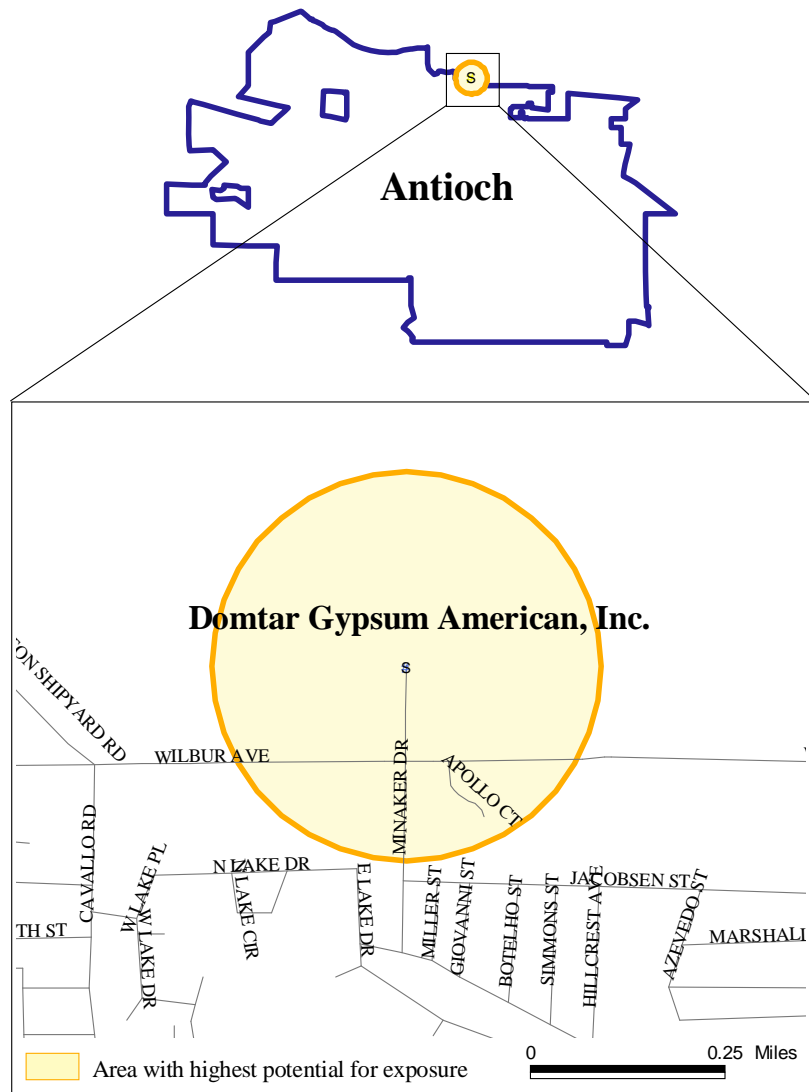 S
Antioch
Domtar Gypsum American, Inc.
S
TON SHIPYARD RD
WILBUR AVE
MINAKER DR
APOLLO CT
CAVALLO RD
W LAKE PL
W LAKE DR
N LAKE DR
N LAKE CIR
E LAKE DR
MILLER ST
GIOVANNI ST
BOTELHO ST
SIMMONS ST
JACOBSEN ST
HILLCREST AVE
AZEVEDO ST
MARSHALL
TH ST
Area with highest potential for exposure
0 0.25 Miles